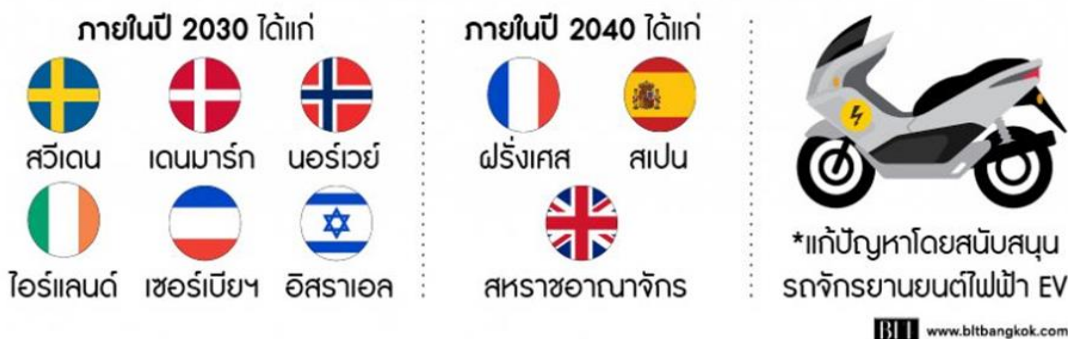 ภายในปี 2030 ได้แก่
สวีเดน
เดนมาร์ก
นอร์เวย์
ไอร์แลนด์
เซอร์เบียฯ
อิสราเอล
ภายในปี 2040 ได้แก่
ฝรั่งเศส
สเปน
สหราชอาณาจักร
*แก้ปัญหาโดยสนับสนุน
รถจักรยานยนต์ไฟฟ้า EV
BLT www.bltbangkok.com